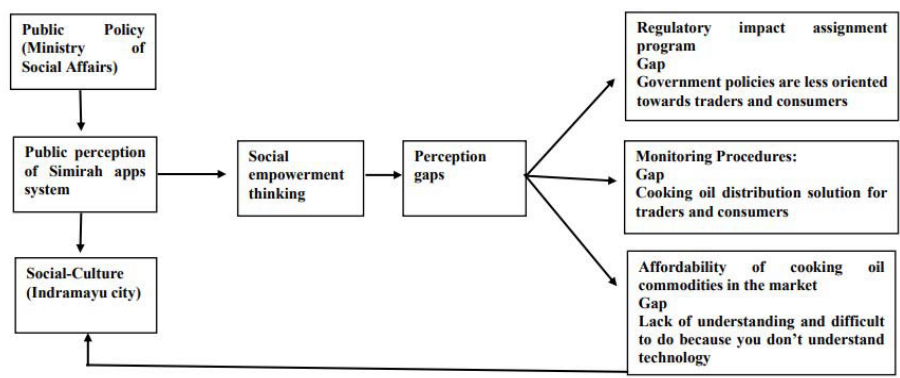 Public Policy
(Ministry of
Social Affairs)
Public perception
of Simirah apps
system
Social-Culture
(Indramayu city)
Social
empowerment
thinking
Perception
gaps
Regulatory impact assignment
program
Gap
Government policies are less oriented
towards traders and consumers
Monitoring Procedures:
Gap
Cooking oil distribution solution for
traders and consumers
Affordability of cooking oil
commodities in the market
Gap
Lack of understanding and difficult
to do because you don't understand
technology